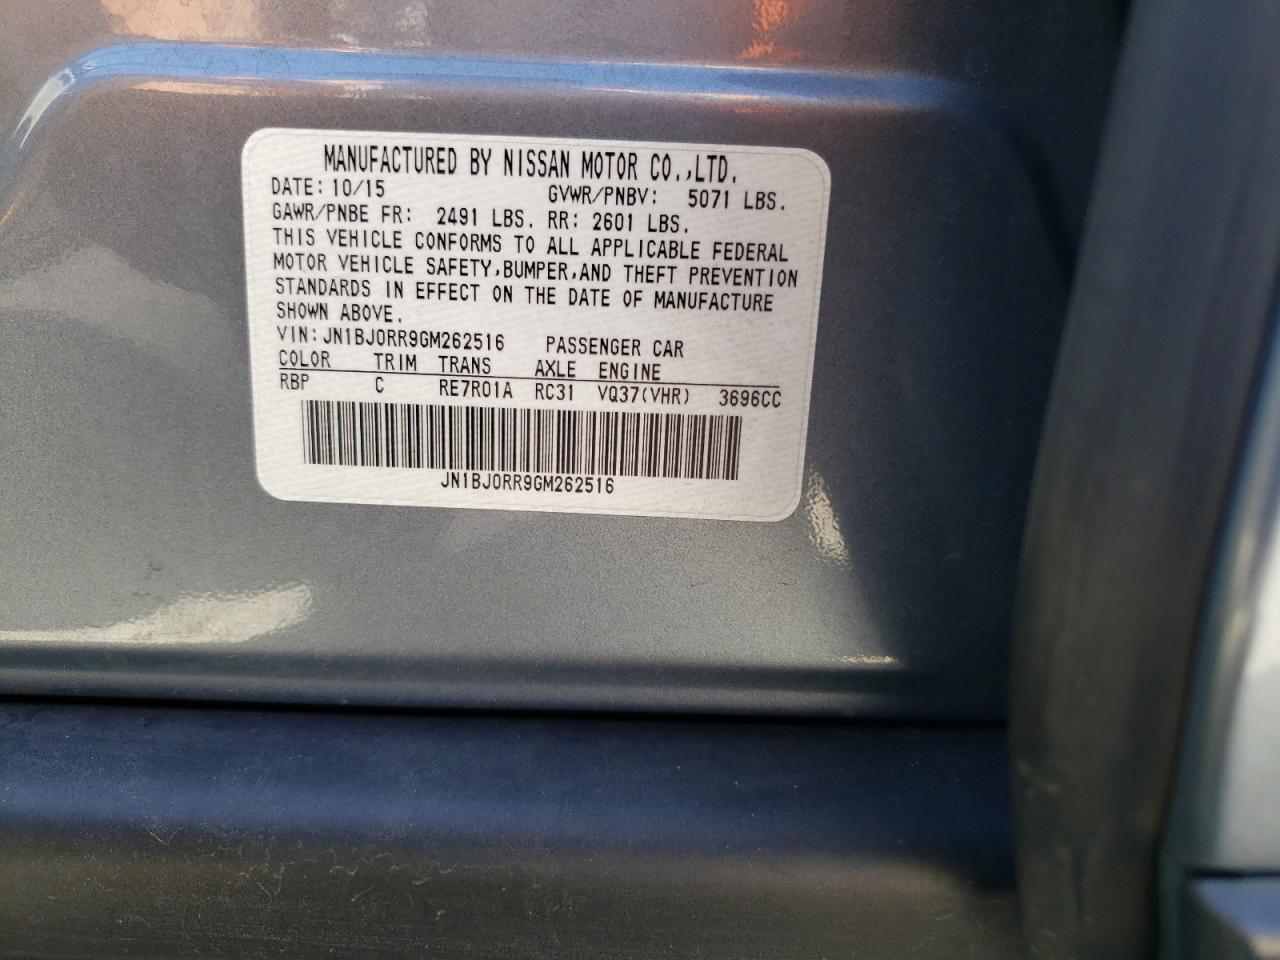 MANUFACTURED BY NISSAN MOTOR CO.,LTD.
DATE: 10/15 GVWR/PNBV: 5071 LBS.
GAWR/PNBE FR: 2491 LBS. RR: 2601 LBS.
THIS VEHICLE CONFORMS TO ALL APPLICABLE FEDERAL
MOTOR VEHICLE SAFETY,BUMPER,AND THEFT PREVENTION
STANDARDS IN EFFECT ON THE DATE OF MANUFACTURE
SHOWN ABOVE.
VIN:JN1BJ0RR9GM262516 PASSENGER CAR
COLOR TRIM TRANS AXLE ENGINE
RBP C RE7R01A RC31 VQ37(VHR) 3696CC
JN1BJ0RR9GM262516